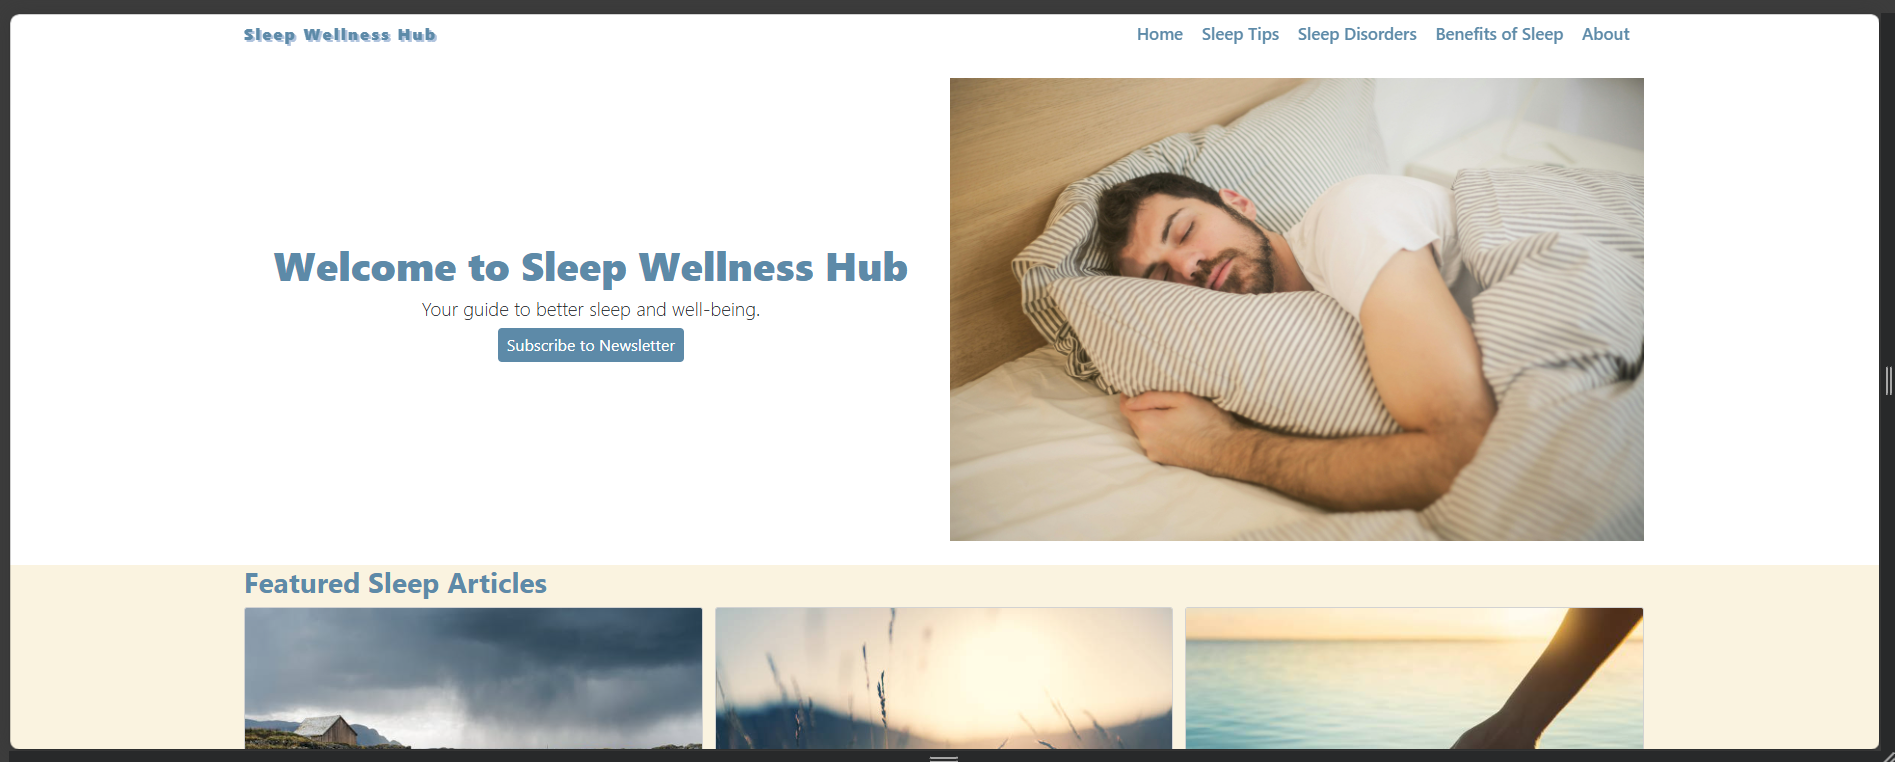 Sleep Wellness Hub
Home Sleep Tips Sleep Disorders Benefits of Sleep About
Welcome to Sleep Wellness Hub
Your guide to better sleep and well-being.
Subscribe to Newsletter
Featured Sleep Articles